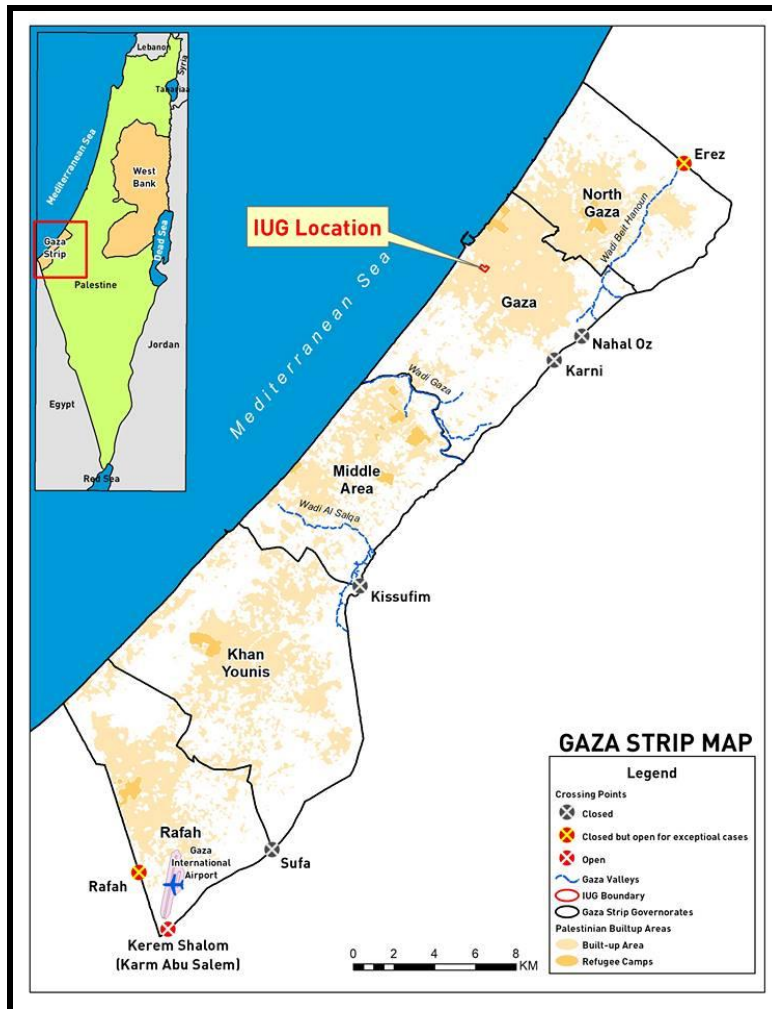 Lebanon
Syria
Tabariaa
Mediterranean Sea
West
Bank
Gaza
Strip
Dead Sea
Palestine
Jordan
Egypt
Red Sea
IUG Location
Mediterranean Sea
Erez
North
Gaza
Wadi Beit Hanoun
Gaza
Nahal Oz
Karni
Wadi Gaza
Middle
Area
Wadi Al Salqa
Kissufim
Khan
Younis
Rafah
Gaza
International
Airport
Sufa
Rafah
Kerem Shalom
(Karm Abu Salem)
0 2 4 6 8
KM
GAZA STRIP MAP
Legend
Crossing Points
Closed
Closed but open for exceptioal cases
Open
Gaza Valleys
IUG Boundary
Gaza Strip Governorates
Palestinian Builtup Areas
Built-up Area
Refugee Camps